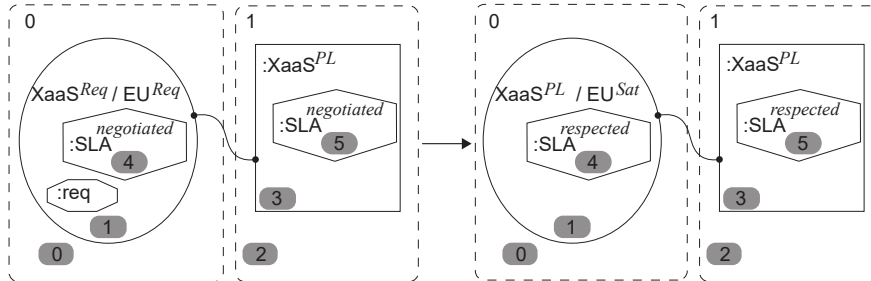 0
1
0
1
:XaaS^PL
:XaaS^PL
XaaS^Req / EU^Req
negotiated
:SLA
4
:req
1
0
negotiated
:SLA
5
3
2
XaaS^PL / EU^Sat
respected
:SLA
4
1
0
respected
:SLA
5
3
2